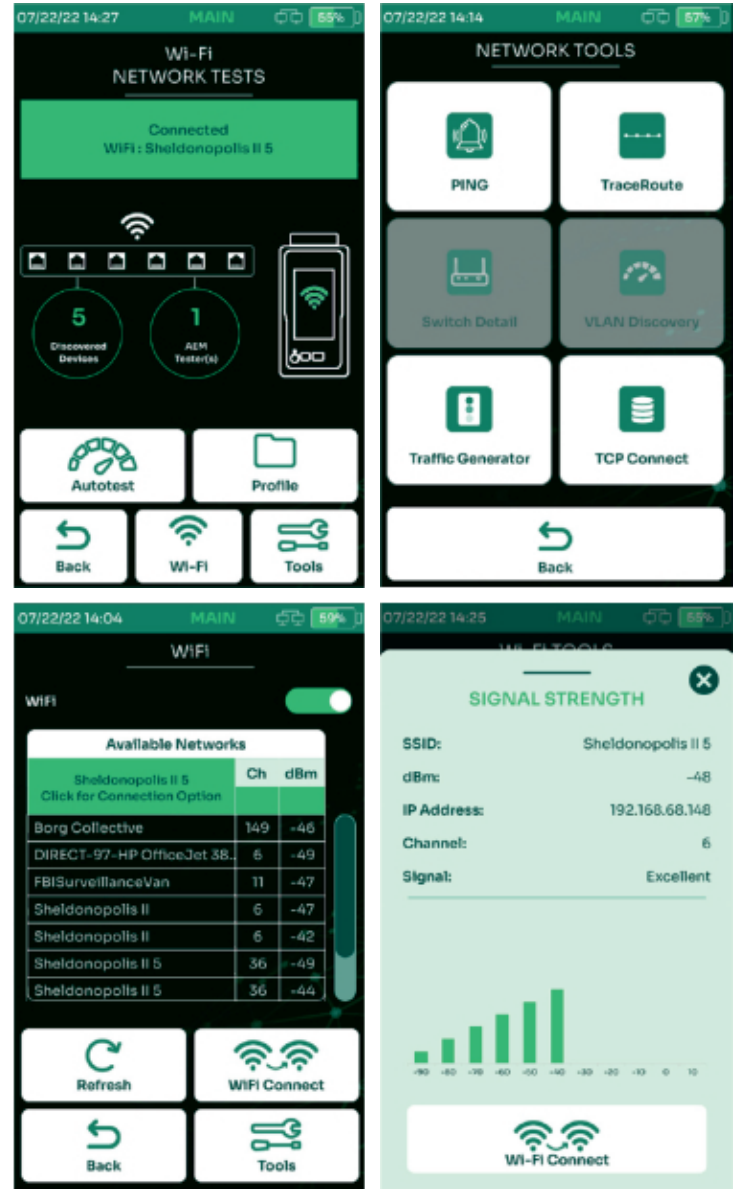 07/22/22 14:27 MAIN 55%
Wi-Fi
NETWORK TESTS
Connected
WiFi : Sheldonopolis II 5
5
Discovered
Devices
1
AEM
Tester(s)
Autotest
Profile
Back
Wi-Fi
Tools
07/22/22 14:14 MAIN 57%
NETWORK TOOLS
PING
TraceRoute
Switch Detail
VLAN Discovery
Traffic Generator
TCP Connect
Back
07/22/22 14:04 MAIN 59%
WiFi
WiFi
Available Networks
Sheldonopolis II 5
Click for Connection Option
Ch dBm
Borg Collective 149 -46
DIRECT-97-HP OfficeJet 38.. 6 -49
FBISurveillanceVan 11 -47
Sheldonopolis II 6 -47
Sheldonopolis II 6 -42
Sheldonopolis II 5 36 -49
Sheldonopolis II 5 36 -44
Refresh
WiFi Connect
Back
Tools
07/22/22 14:25 MAIN 55%
Wi-Fi TOOLS
SIGNAL STRENGTH
SSID: Sheldonopolis II 5
dBm: -48
IP Address: 192.168.68.148
Channel: 6
Signal: Excellent
-90 -80 -70 -60 -50 -40 -30 -20 -10 0 10
Wi-Fi Connect